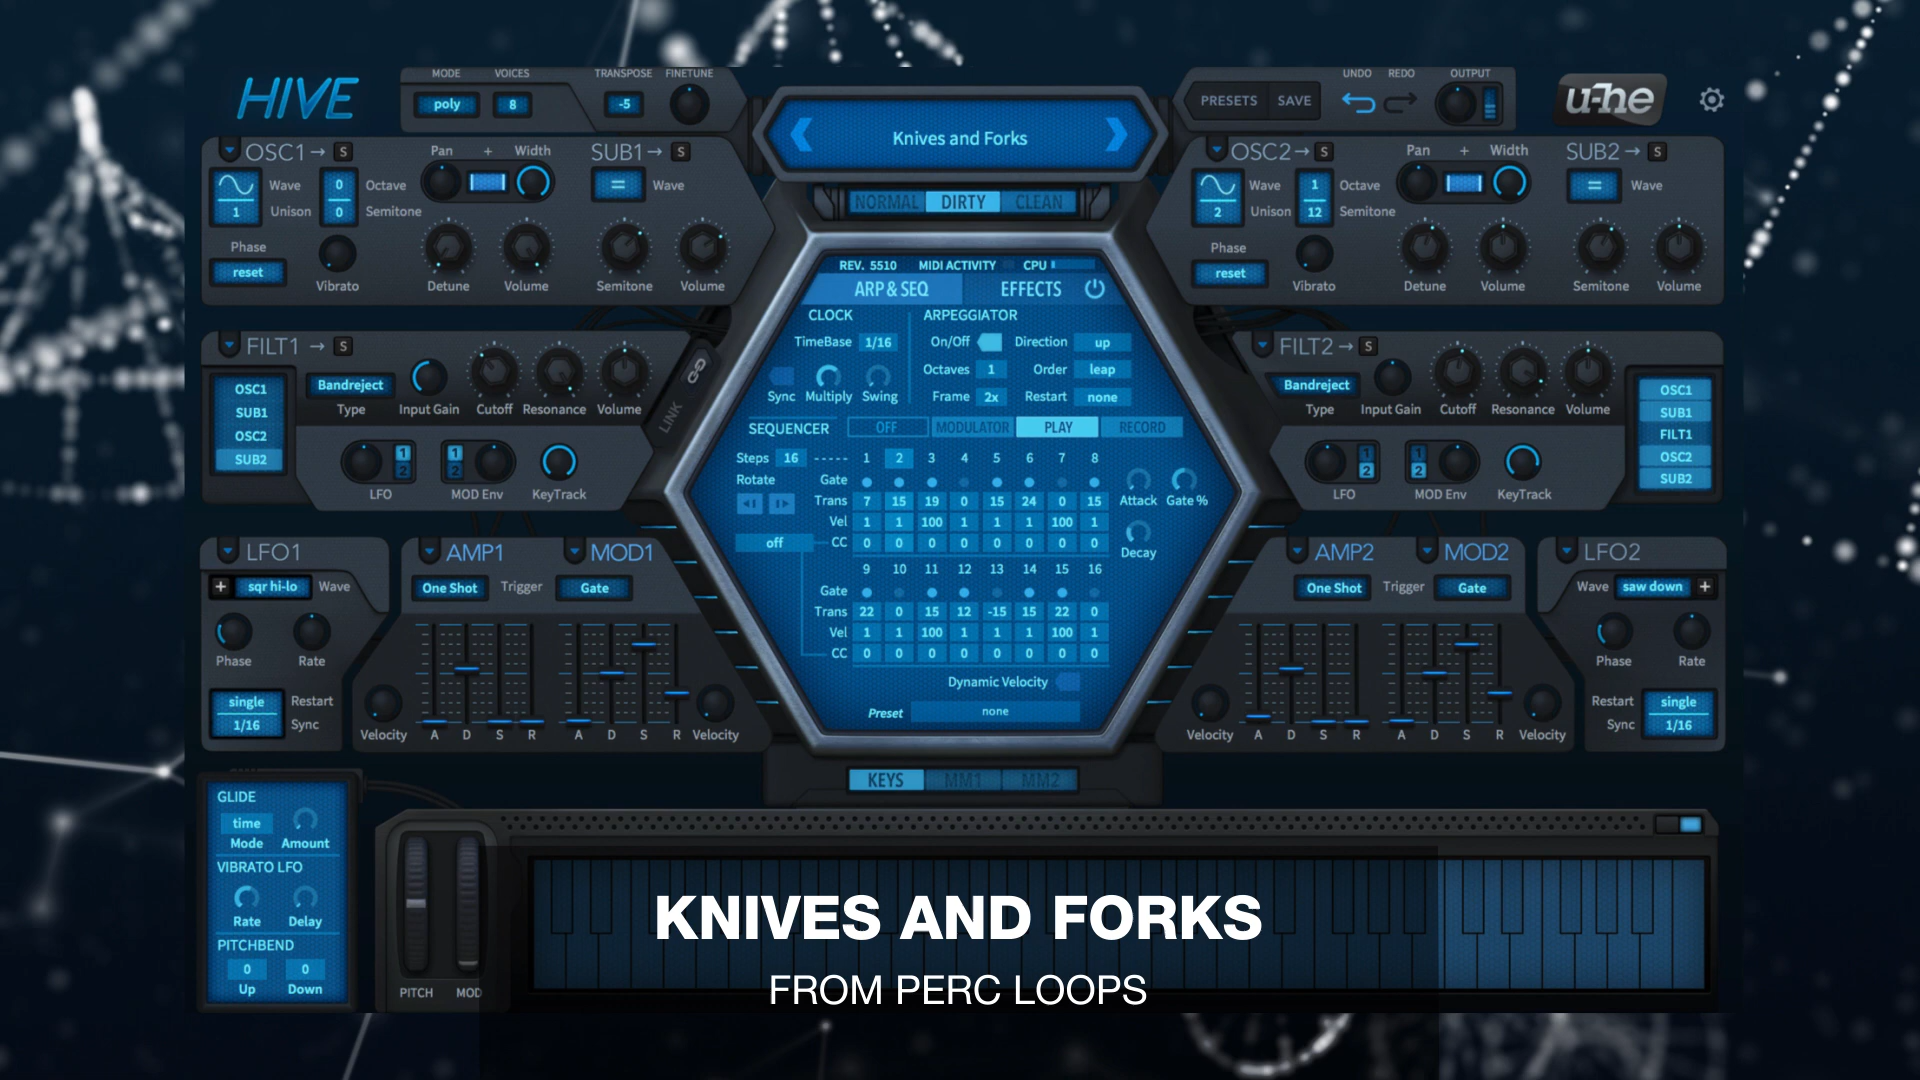 HIVE
MODE VOICES TRANSPOSE FINETUNE
poly 8 -5
Knives and Forks
UNDO REDO OUTPUT
PRESETS SAVE
u-he
NORMAL DIRTY CLEAN
OSC1 → S Pan + Width SUB1 → S
Wave 0 Octave = Wave
1 Unison 0 Semitone
Phase
reset
Vibrato Detune Volume Semitone Volume
OSC2 → S Pan + Width SUB2 → S
Wave 1 Octave = Wave
2 Unison 12 Semitone
Phase
reset
Vibrato Detune Volume Semitone Volume
FILT1 → S
OSC1
SUB1
OSC2
SUB2
Bandreject
Type Input Gain Cutoff Resonance Volume
1 1
2 2
LFO MOD Env KeyTrack
LINK
FILT2 → S
Bandreject
Type Input Gain Cutoff Resonance Volume
1 1
2 2
LFO MOD Env KeyTrack
OSC1
SUB1
FILT1
OSC2
SUB2
REV. 5510 MIDI ACTIVITY CPU
ARP & SEQ EFFECTS
CLOCK ARPEGGIATOR
TimeBase 1/16 On/Off Direction up
Octaves 1 Order leap
Sync Multiply Swing Frame 2x Restart none
SEQUENCER OFF MODULATOR PLAY RECORD
Steps 16 ----- 1 2 3 4 5 6 7 8
Rotate Gate
Trans 7 15 19 0 15 24 0 15 Attack Gate %
Vel 1 1 100 1 1 1 100 1
off CC 0 0 0 0 0 0 0 0 Decay
9 10 11 12 13 14 15 16
Gate
Trans 22 0 15 12 -15 15 22 0
Vel 1 1 100 1 1 1 100 1
CC 0 0 0 0 0 0 0 0
Dynamic Velocity
Preset none
LFO1
+ sqr hi-lo Wave
Phase Rate
single Restart
1/16 Sync
AMP1 MOD1
One Shot Trigger Gate
Velocity A D S R A D S R Velocity
AMP2 MOD2
One Shot Trigger Gate
Velocity A D S R A D S R Velocity
LFO2
Wave saw down +
Phase Rate
Restart single
Sync 1/16
KEYS MM1 MM2
GLIDE
time
Mode Amount
VIBRATO LFO
Rate Delay
PITCHBEND
0 0
Up Down
PITCH MOD
KNIVES AND FORKS
FROM PERC LOOPS